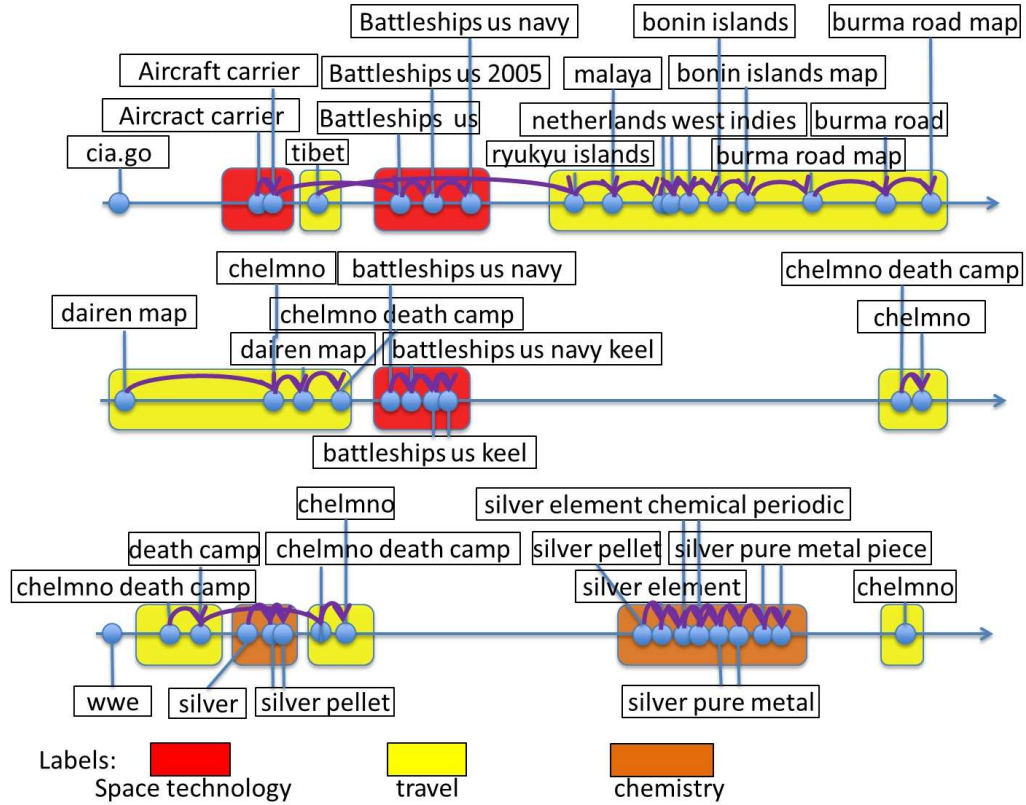 Battleships us navy
bonin islands
burma road map
Aircraft carrier
Battleships us 2005
malaya
bonin islands map
Aircract carrier
Battleships us
netherlands west indies
burma road
cia.go
tibet
ryukyu islands
burma road map
chelmno
battleships us navy
chelmno death camp
dairen map
chelmno death camp
chelmno
dairen map
battleships us navy keel
battleships us keel
chelmno
silver element chemical periodic
death camp
chelmno death camp
silver pellet
silver pure metal piece
chelmno death camp
silver element
chelmno
wwe
silver
silver pellet
silver pure metal
Labels:
Space technology
travel
chemistry